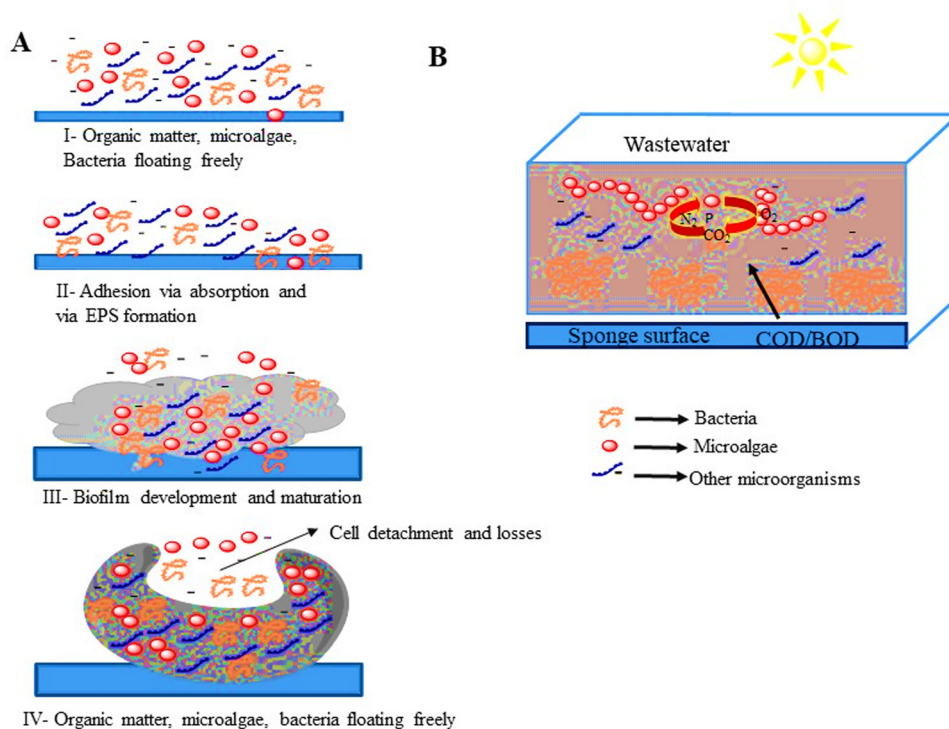 A
I- Organic matter, microalgae,
Bacteria floating freely
II- Adhesion via absorption and
via EPS formation
III- Biofilm development and maturation
Cell detachment and losses
IV- Organic matter, microalgae, bacteria floating freely
B
Wastewater
N2 P O2
CO2
Sponge surface COD/BOD
Bacteria
Microalgae
Other microorganisms